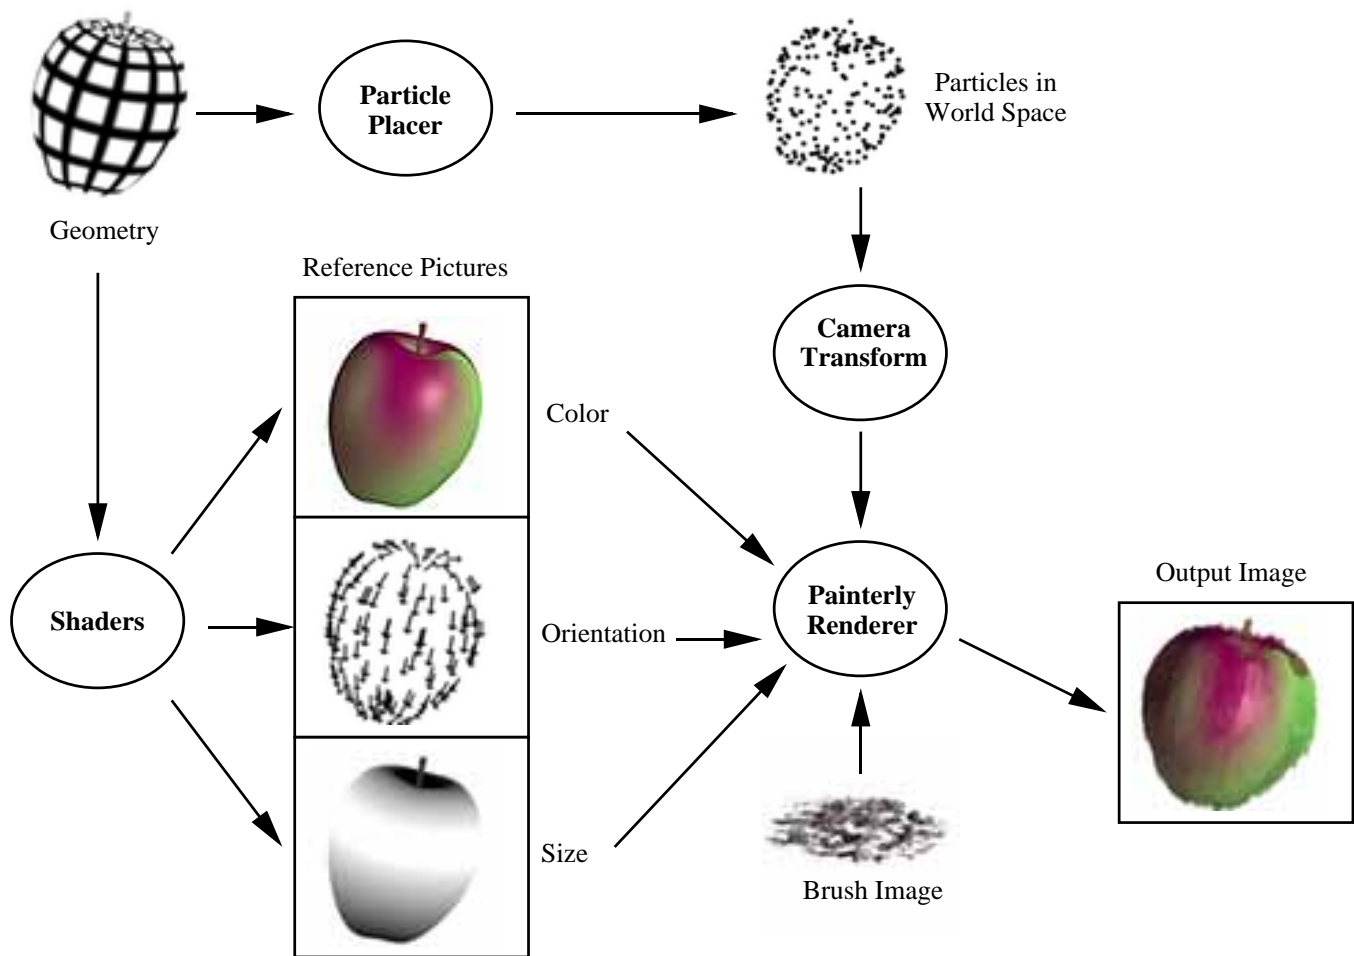 Particle
Placer
Particles in
World Space
Geometry
Reference Pictures
Camera
Transform
Color
Shaders
Orientation
Painterly
Renderer
Output Image
Size
Brush Image